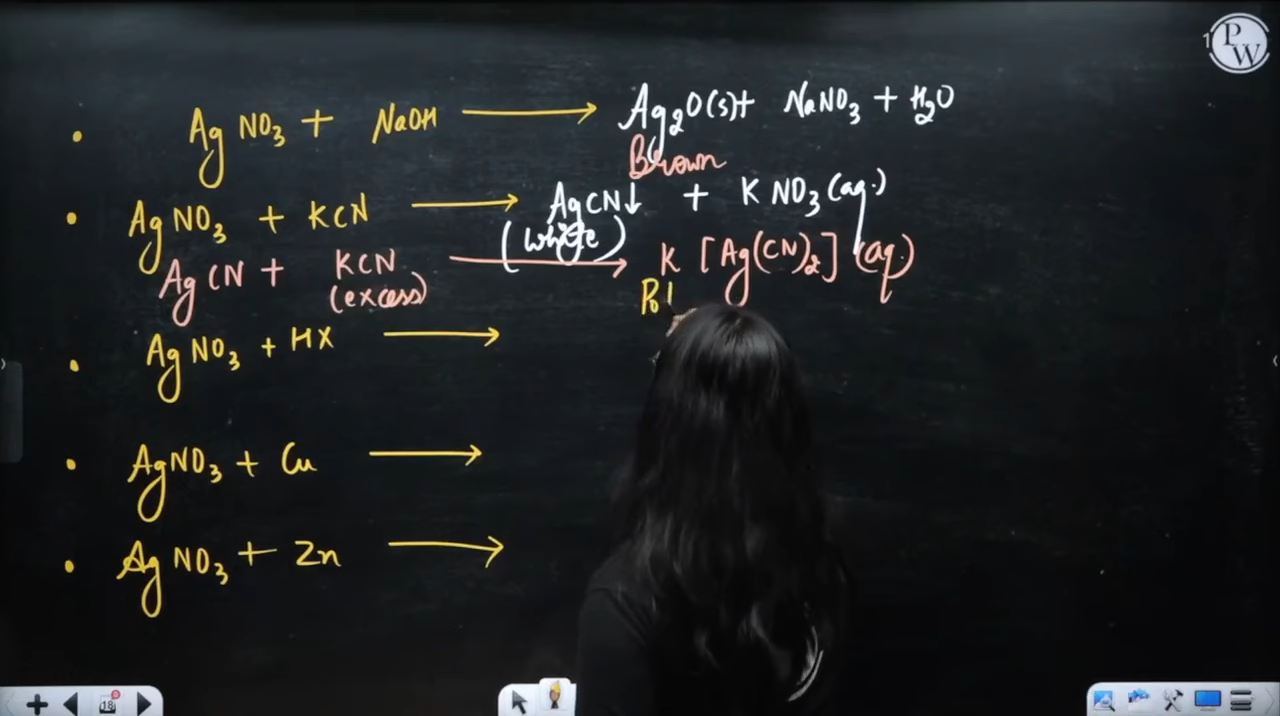 PW
• AgNO₃ + NaOH ⟶ Ag₂O(s) + NaNO₃ + H₂O
Brown
• AgNO₃ + KCN ⟶ AgCN↓ + KNO₃(aq.)
(White)
AgCN + KCN ⟶ K[Ag(CN)₂](aq)
(excess)
• AgNO₃ + HX ⟶
• AgNO₃ + Cu ⟶
• AgNO₃ + Zn ⟶
18